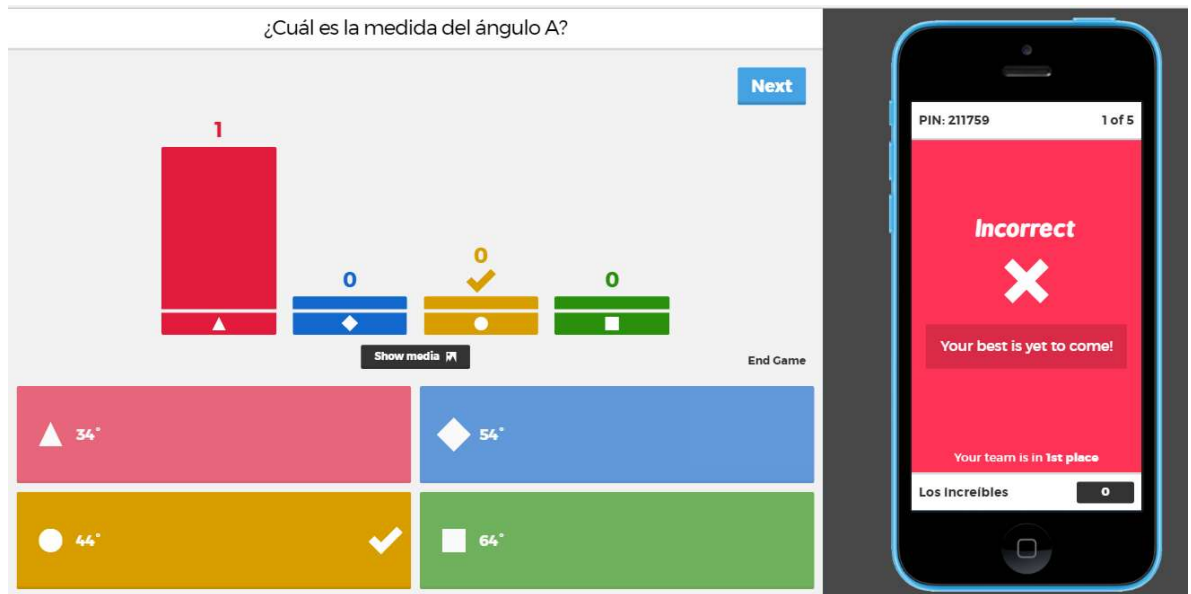 ¿Cuál es la medida del ángulo A?
Next
1
0
0
0
Show media
End Game
34°
54°
44°
64°
PIN: 211759
1 of 5
Incorrect
Your best is yet to come!
Your team is in 1st place
Los Increíbles
0